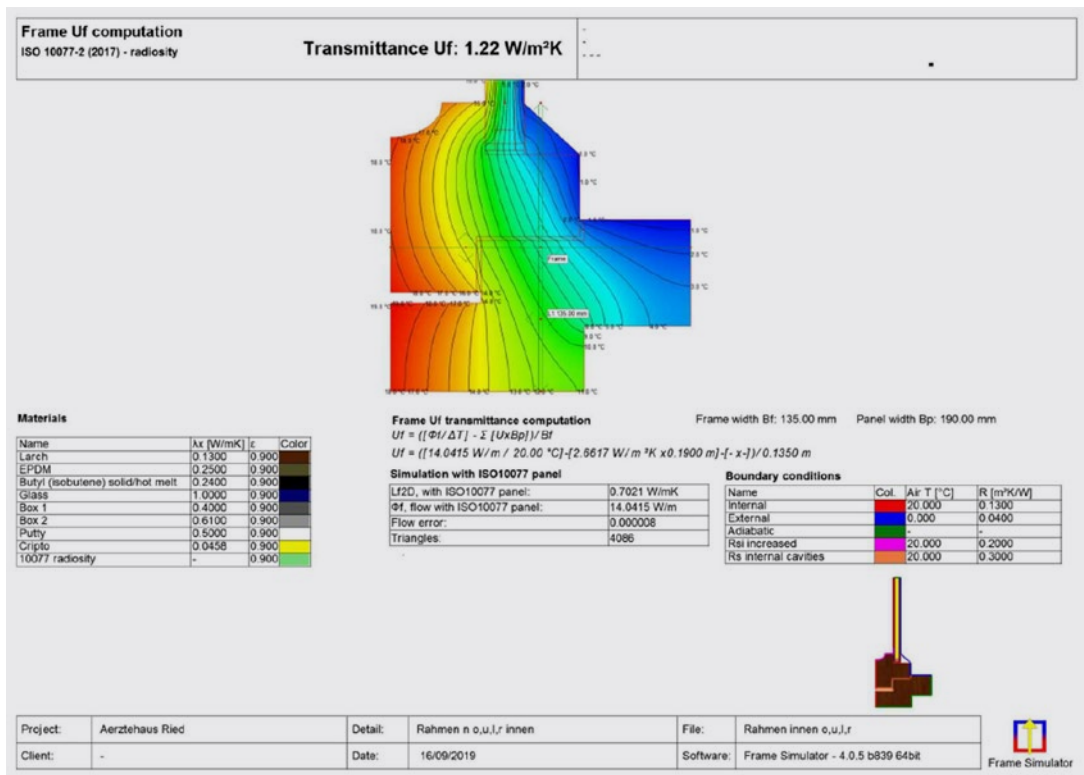 Frame Uf computation
ISO 10077-2 (2017) - radiosity
Transmittance Uf: 1.22 W/m²K
Frame
L1:135.00 mm
Materials
Name λx [W/mK] ε Color
Larch 0.1300 0.900
EPDM 0.2500 0.900
Butyl (isobutene) solid/hot melt 0.2400 0.900
Glass 1.0000 0.900
Box 1 0.4000 0.900
Box 2 0.6100 0.900
Putty 0.5000 0.900
Cripto 0.0458 0.900
10077 radiosity - 0.900
Frame Uf transmittance computation
Uf = ([Φf/ΔT] - Σ [UxBp])/ Bf
Uf = ([14.0415 W/m / 20.00 °C]-[2.6617 W/m ²K x0.1900 m]-[- x-])/ 0.1350 m
Frame width Bf: 135.00 mm Panel width Bp: 190.00 mm
Simulation with ISO10077 panel
Lf2D, with ISO10077 panel: 0.7021 W/mK
Φf, flow with ISO10077 panel: 14.0415 W/m
Flow error: 0.000008
Triangles: 4086
Boundary conditions
Name Col. Air T [°C] R [m²K/W]
Internal 20.000 0.1300
External 0.000 0.0400
Adiabatic - -
Rsi increased 20.000 0.2000
Rs internal cavities 20.000 0.3000
Project: Aerztehaus Ried Detail: Rahmen n o,u,l,r innen File: Rahmen innen o,u,l,r
Client: - Date: 16/09/2019 Software: Frame Simulator - 4.0.5 b839 64bit
Frame Simulator